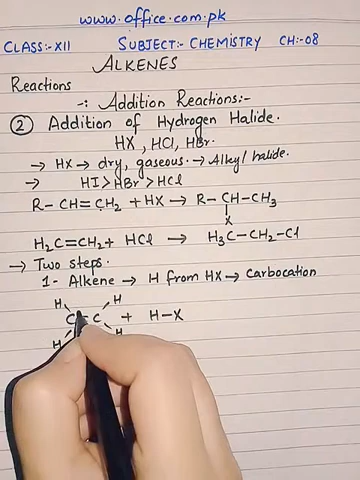 www.office.com.pk
CLASS:-XII SUBJECT:- CHEMISTRY CH:-08
ALKENES
Reactions
-: Addition Reactions:-
② Addition of Hydrogen Halide.
HX, HCl, HBr.
→ HX → dry, gaseous. → Alkyl halide.
→ HI > HBr > HCl
R-CH=CH₂ + HX → R-CH-CH₃
X
H₂C=CH₂ + HCl → H₃C-CH₂-Cl
→ Two steps.
1- Alkene → H from HX → Carbocation
H H
C C + H-X
H H